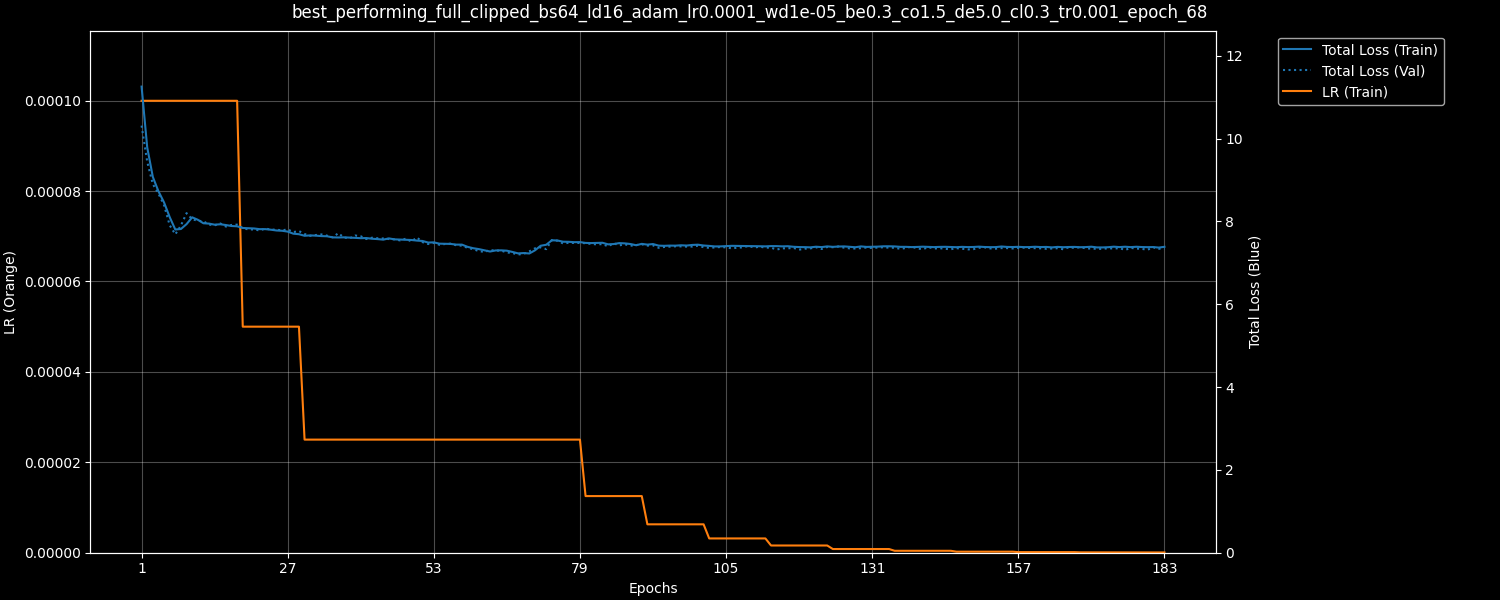 best_performing_full_clipped_bs64_ld16_adam_lr0.0001_wd1e-05_be0.3_co1.5_de5.0_cl0.3_tr0.001_epoch_68
Total Loss (Train)
Total Loss (Val)
LR (Train)
LR (Orange)
0.00010
0.00008
0.00006
0.00004
0.00002
0.00000
12
10
8
6
4
2
0
Total Loss (Blue)
1 27 53 79 105 131 157 183
Epochs